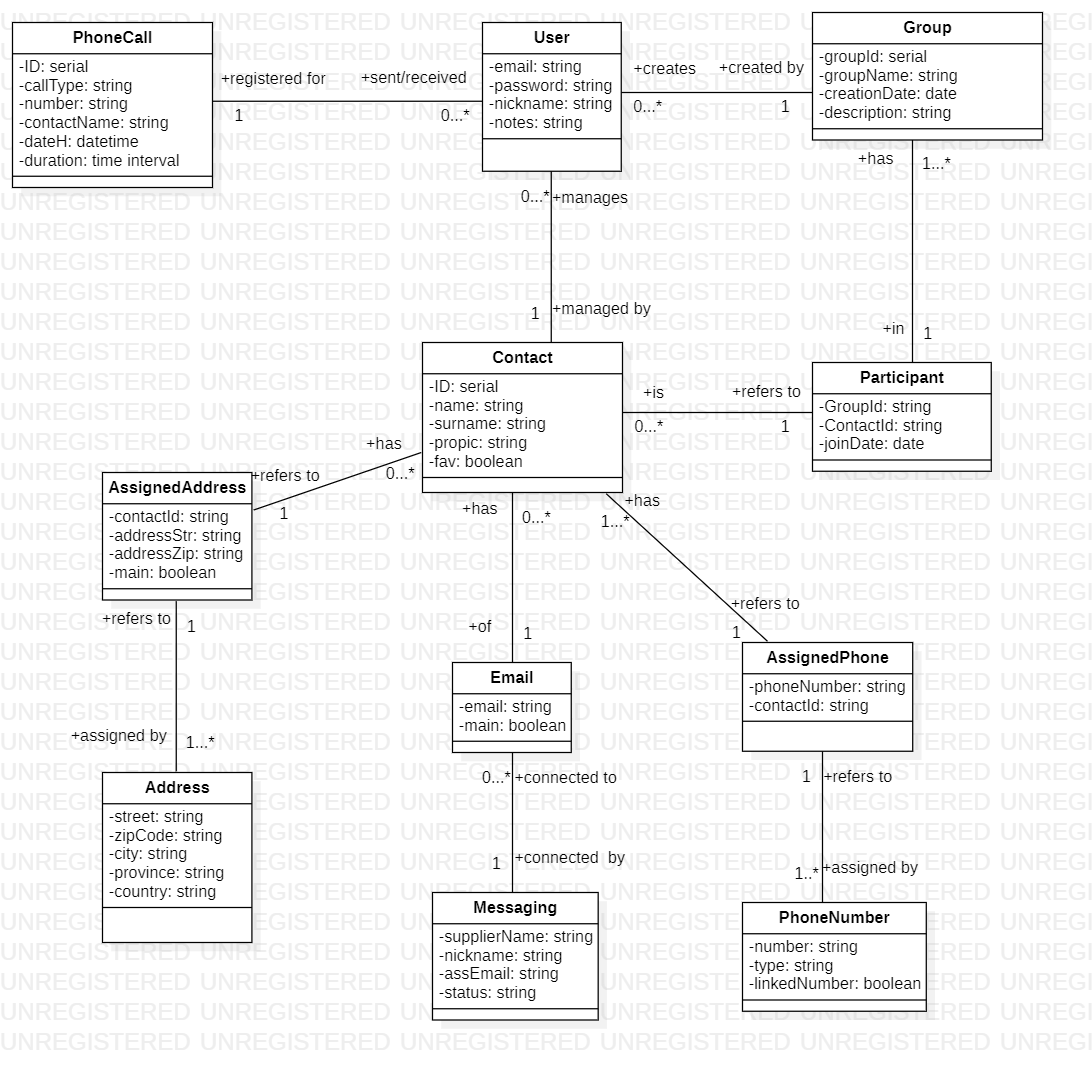 PhoneCall
-ID: serial
-callType: string
-number: string
-contactName: string
-dateH: datetime
-duration: time interval
+registered for
1
+sent/received
0...*
User
-email: string
-password: string
-nickname: string
-notes: string
+creates
0...*
+created by
1
Group
-groupId: serial
-groupName: string
-creationDate: date
-description: string
+has
1...*
0...*
+manages
+managed by
1
+in
1
Contact
-ID: serial
-name: string
-surname: string
-propic: string
-fav: boolean
+is
0...*
+refers to
1
Participant
-GroupId: string
-ContactId: string
-joinDate: date
+has
0...*
+refers to
1
AssignedAddress
-contactId: string
-addressStr: string
-addressZip: string
-main: boolean
+has
0...*
+has
1...*
+refers to
1
+of
1
+refers to
1
+assigned by
1...*
Email
-email: string
-main: boolean
AssignedPhone
-phoneNumber: string
-contactId: string
Address
-street: string
-zipCode: string
-city: string
-province: string
-country: string
0...*
+connected to
+connected  by
1
1
+refers to
1..*
+assigned by
Messaging
-supplierName: string
-nickname: string
-assEmail: string
-status: string
PhoneNumber
-number: string
-type: string
-linkedNumber: boolean
UNREGISTERED